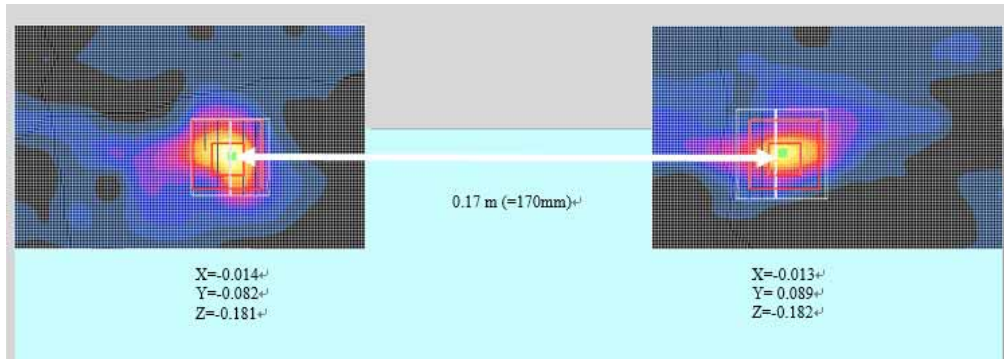 0.17 m (=170mm)↵
X=-0.014↵
Y=-0.082↵
Z=-0.181↵
X=-0.013↵
Y= 0.089↵
Z=-0.182↵